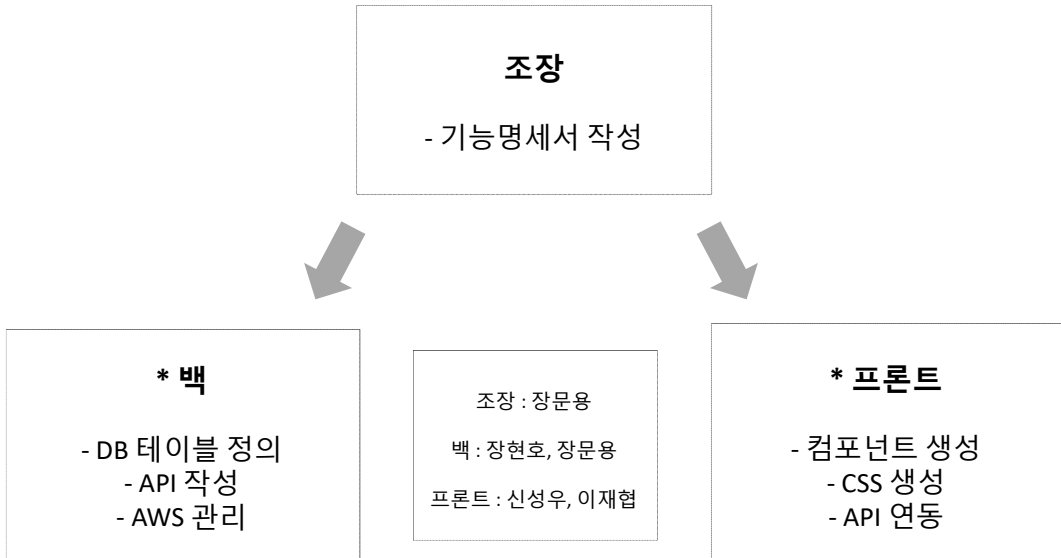 조장
- 기능명세서 작성
* 백
- DB 테이블 정의
- API 작성
- AWS 관리
조장 : 장문용
백 : 장현호, 장문용
프론트 : 신성우, 이재협
* 프론트
- 컴포넌트 생성
- CSS 생성
- API 연동